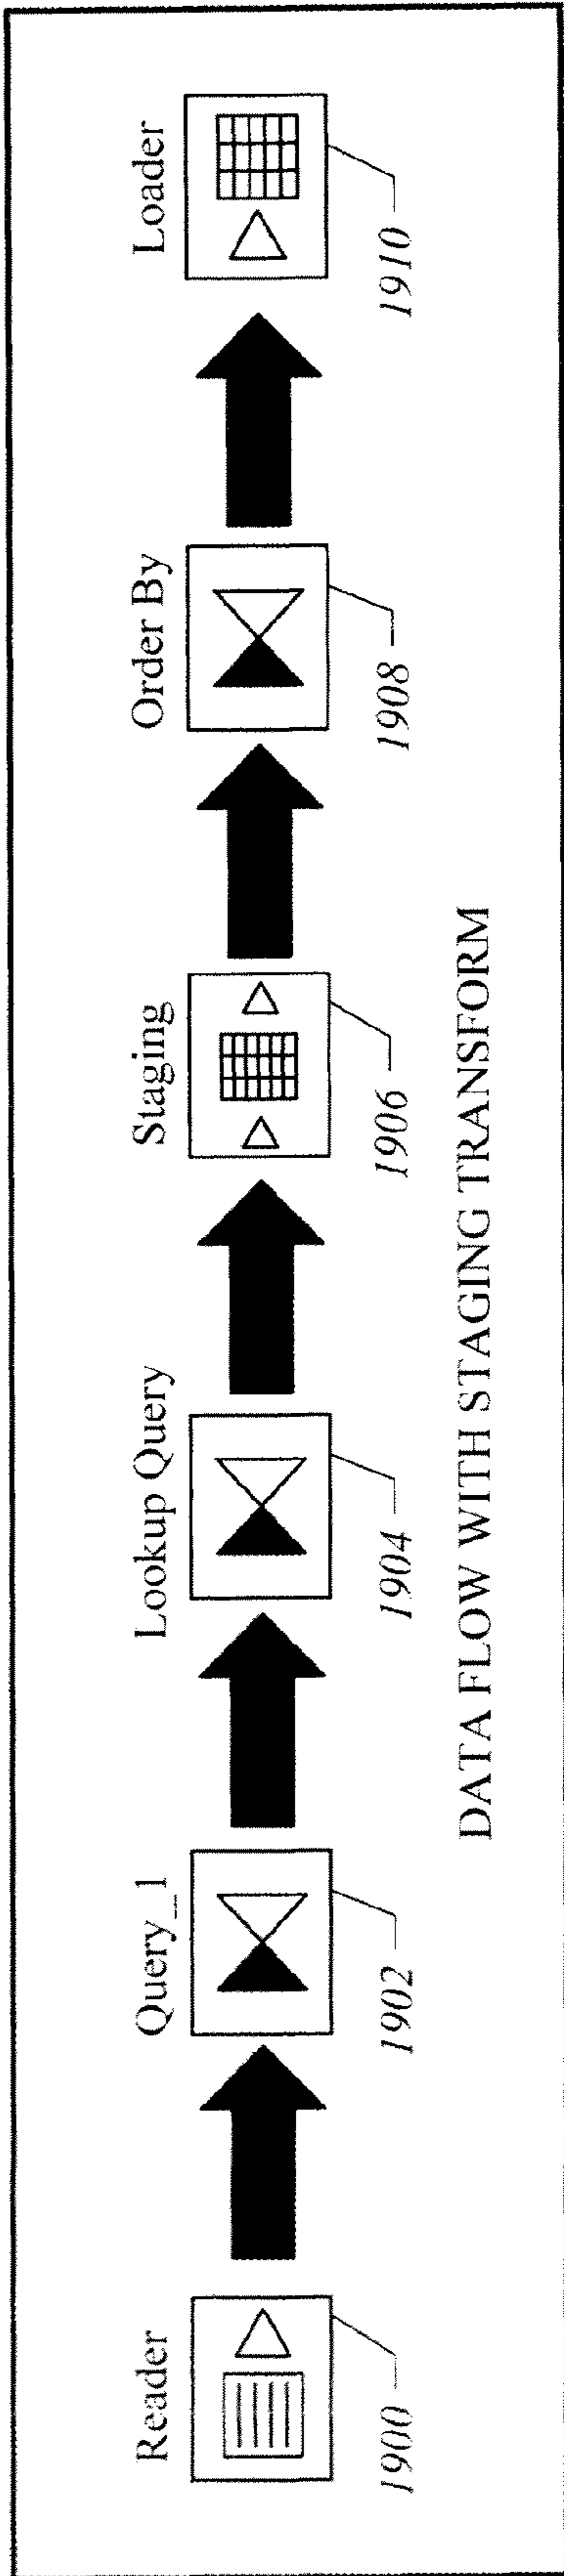 Reader
Query_1
Lookup Query
Staging
Order By
Loader
1900
1902
1904
1906
1908
1910
DATA FLOW WITH STAGING TRANSFORM